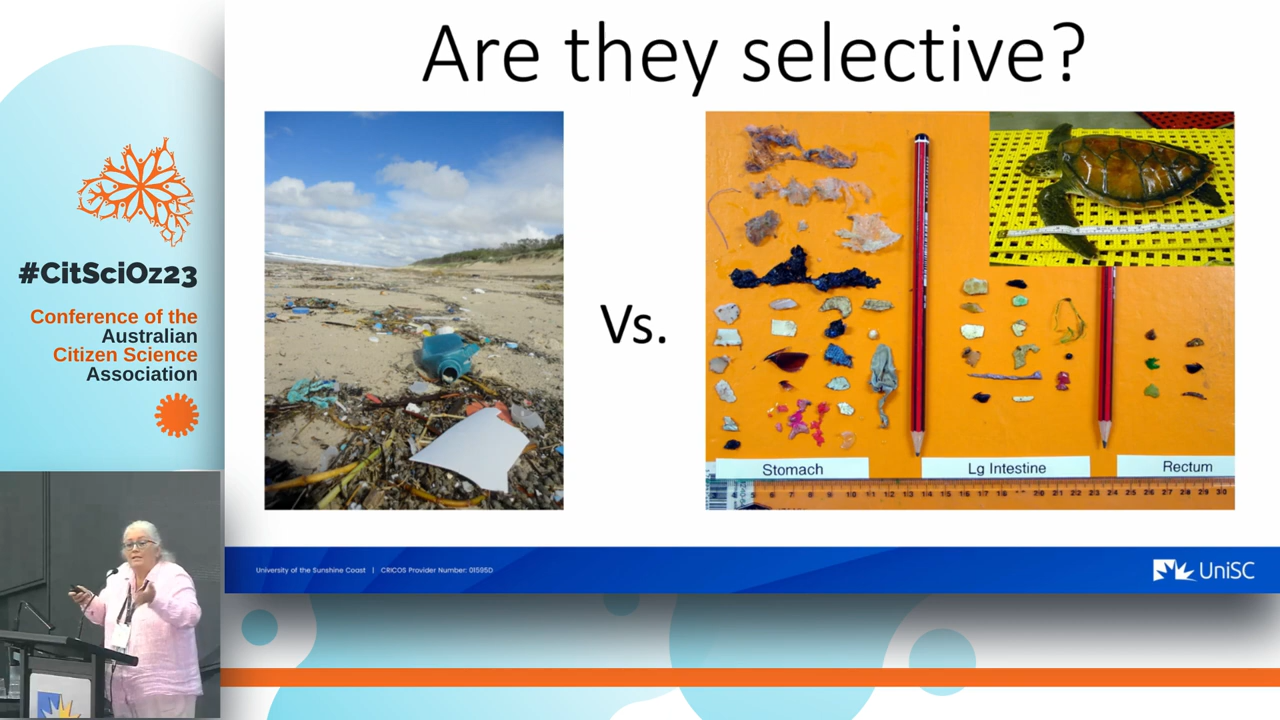 Are they selective?
#CitSciOz23
Conference of the
Australian
Citizen Science
Association
Vs.
Stomach
Lg Intestine
Rectum
University of the Sunshine Coast | CRICOS Provider Number: 01595D
UniSC